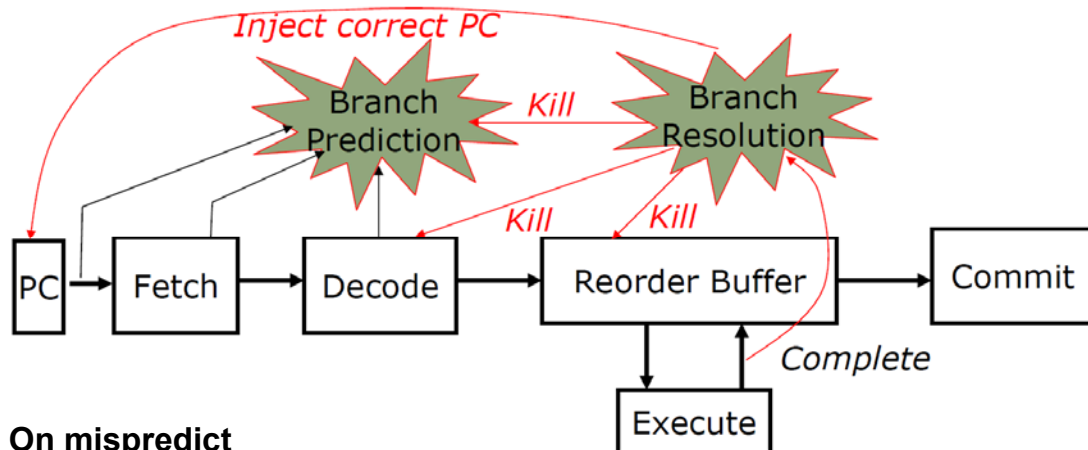 Inject correct PC
Branch
Prediction
Kill
Branch
Resolution
Kill
Kill
PC
Fetch
Decode
Reorder Buffer
Commit
Complete
Execute
On mispredict